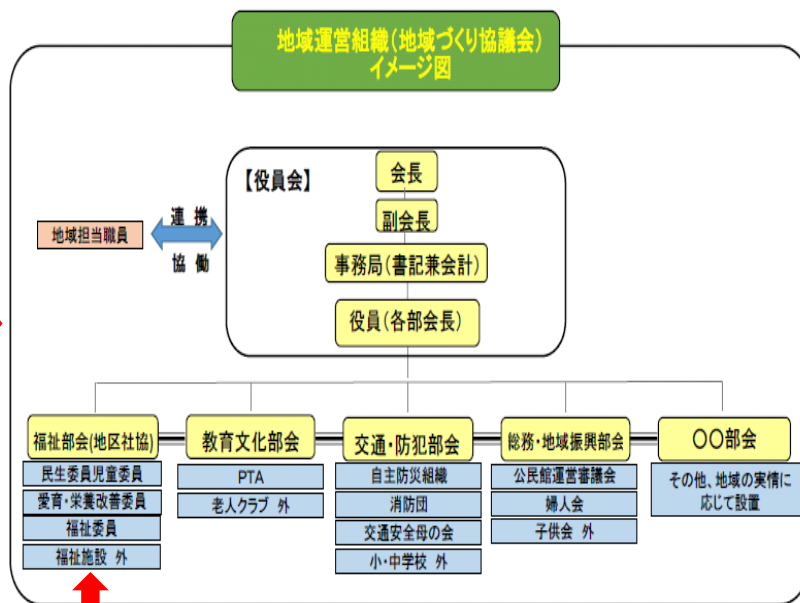 地域運営組織(地域づくり協議会)
イメージ図
【役員会】
会長
副会長
事務局(書記兼会計)
役員(各部会長)
地域担当職員
連 携
協 働
福祉部会(地区社協)
民生委員児童委員
愛育・栄養改善委員
福祉委員
福祉施設 外
教育文化部会
PTA
老人クラブ 外
交通・防犯部会
自主防災組織
消防団
交通安全母の会
小・中学校 外
総務・地域振興部会
公民館運営審議会
婦人会
子供会 外
〇〇部会
その他、地域の実情に
応じて設置